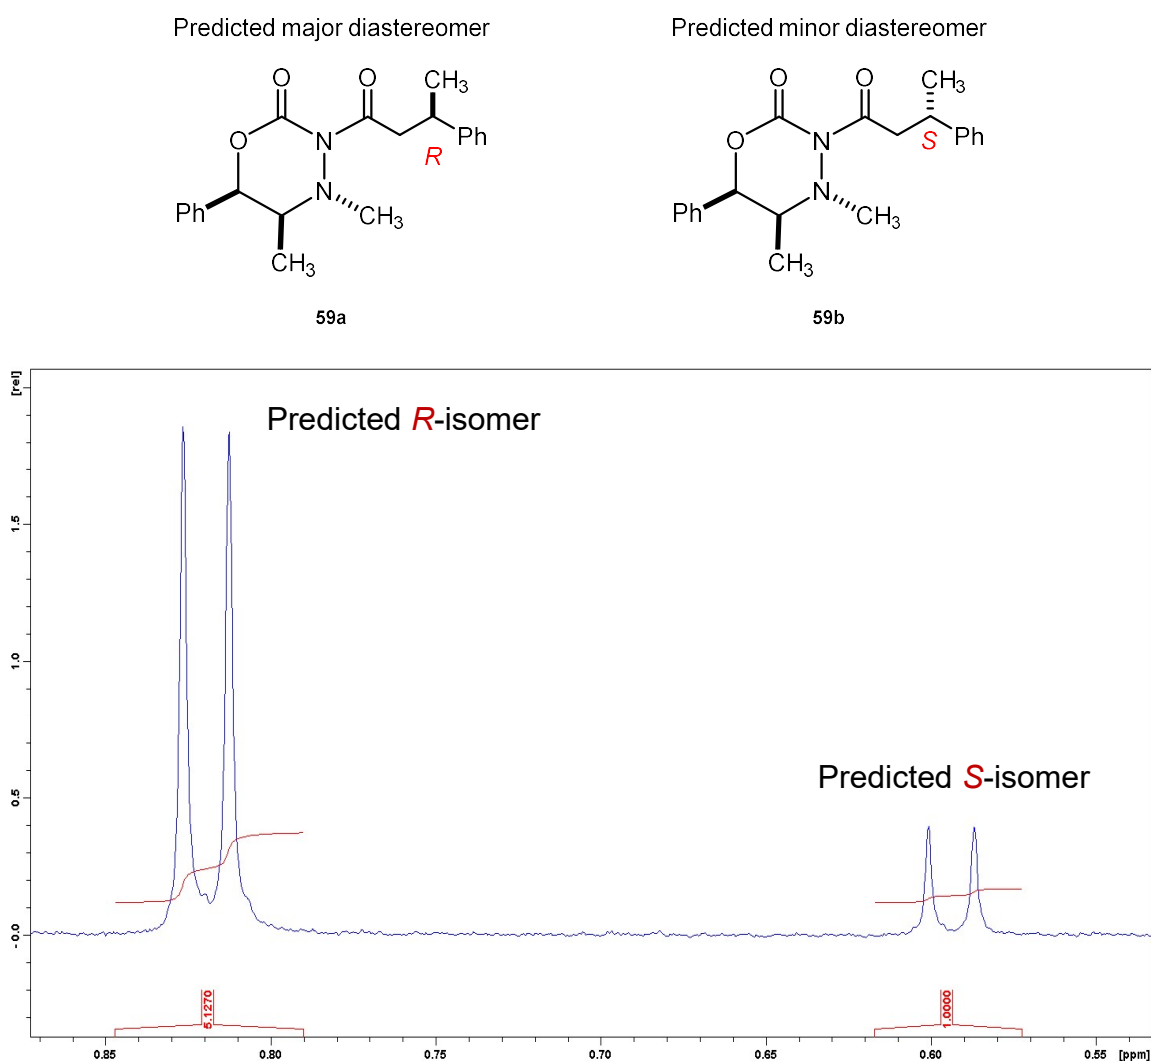 Predicted major diastereomer
Predicted minor diastereomer
O O CH3
O N Ph
R
Ph N CH3
CH3
59a
O O CH3
O N S Ph
Ph N CH3
CH3
59b
[rel]
Predicted R-isomer
1.5
1.0
Predicted S-isomer
0.5
-0.0
5.1270
1.0000
0.85 0.80 0.75 0.70 0.65 0.60 0.55 [ppm]